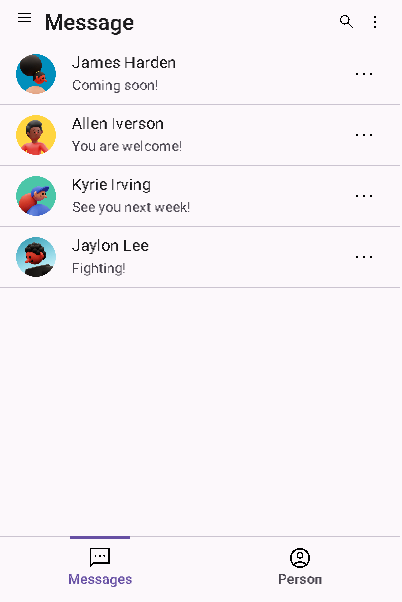 Message
James Harden
Coming soon!
Allen Iverson
You are welcome!
Kyrie Irving
See you next week!
Jaylon Lee
Fighting!
Messages
Person